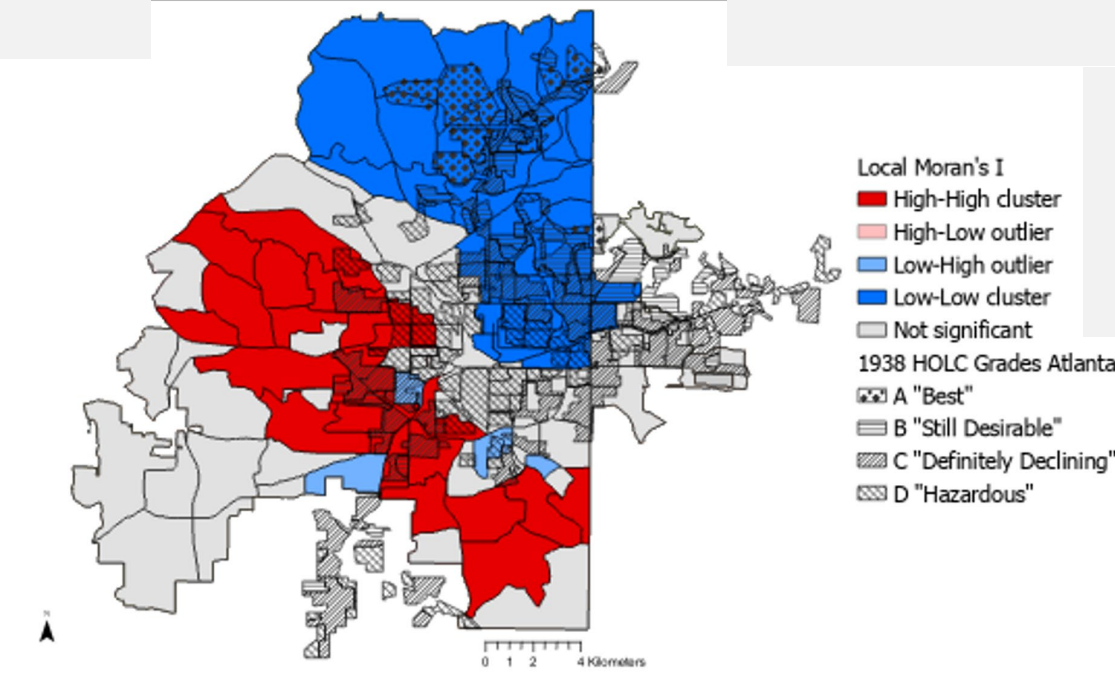 Local Moran's I
High-High cluster
High-Low outlier
Low-High outlier
Low-Low cluster
Not significant
1938 HOLC Grades Atlanta
A "Best"
B "Still Desirable"
C "Definitely Declining"
D "Hazardous"
N
0 1 2 4 Kilometers